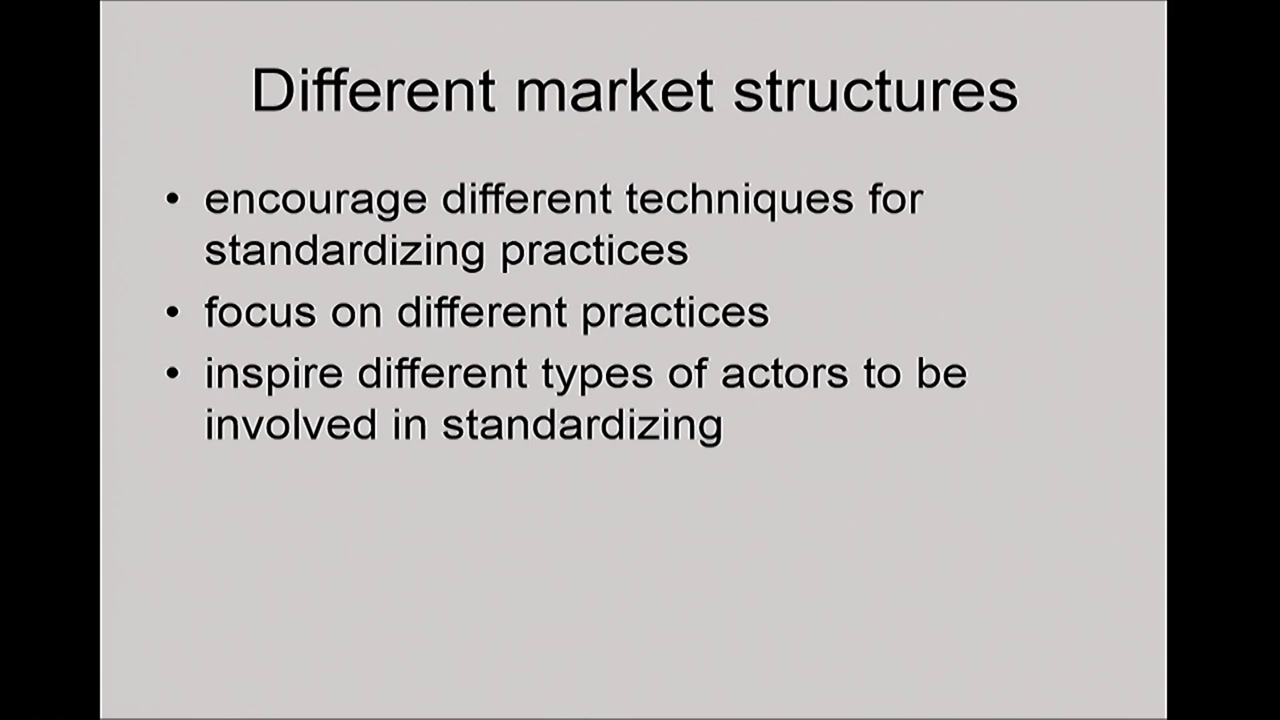 Different market structures
• encourage different techniques for
standardizing practices
• focus on different practices
• inspire different types of actors to be
involved in standardizing